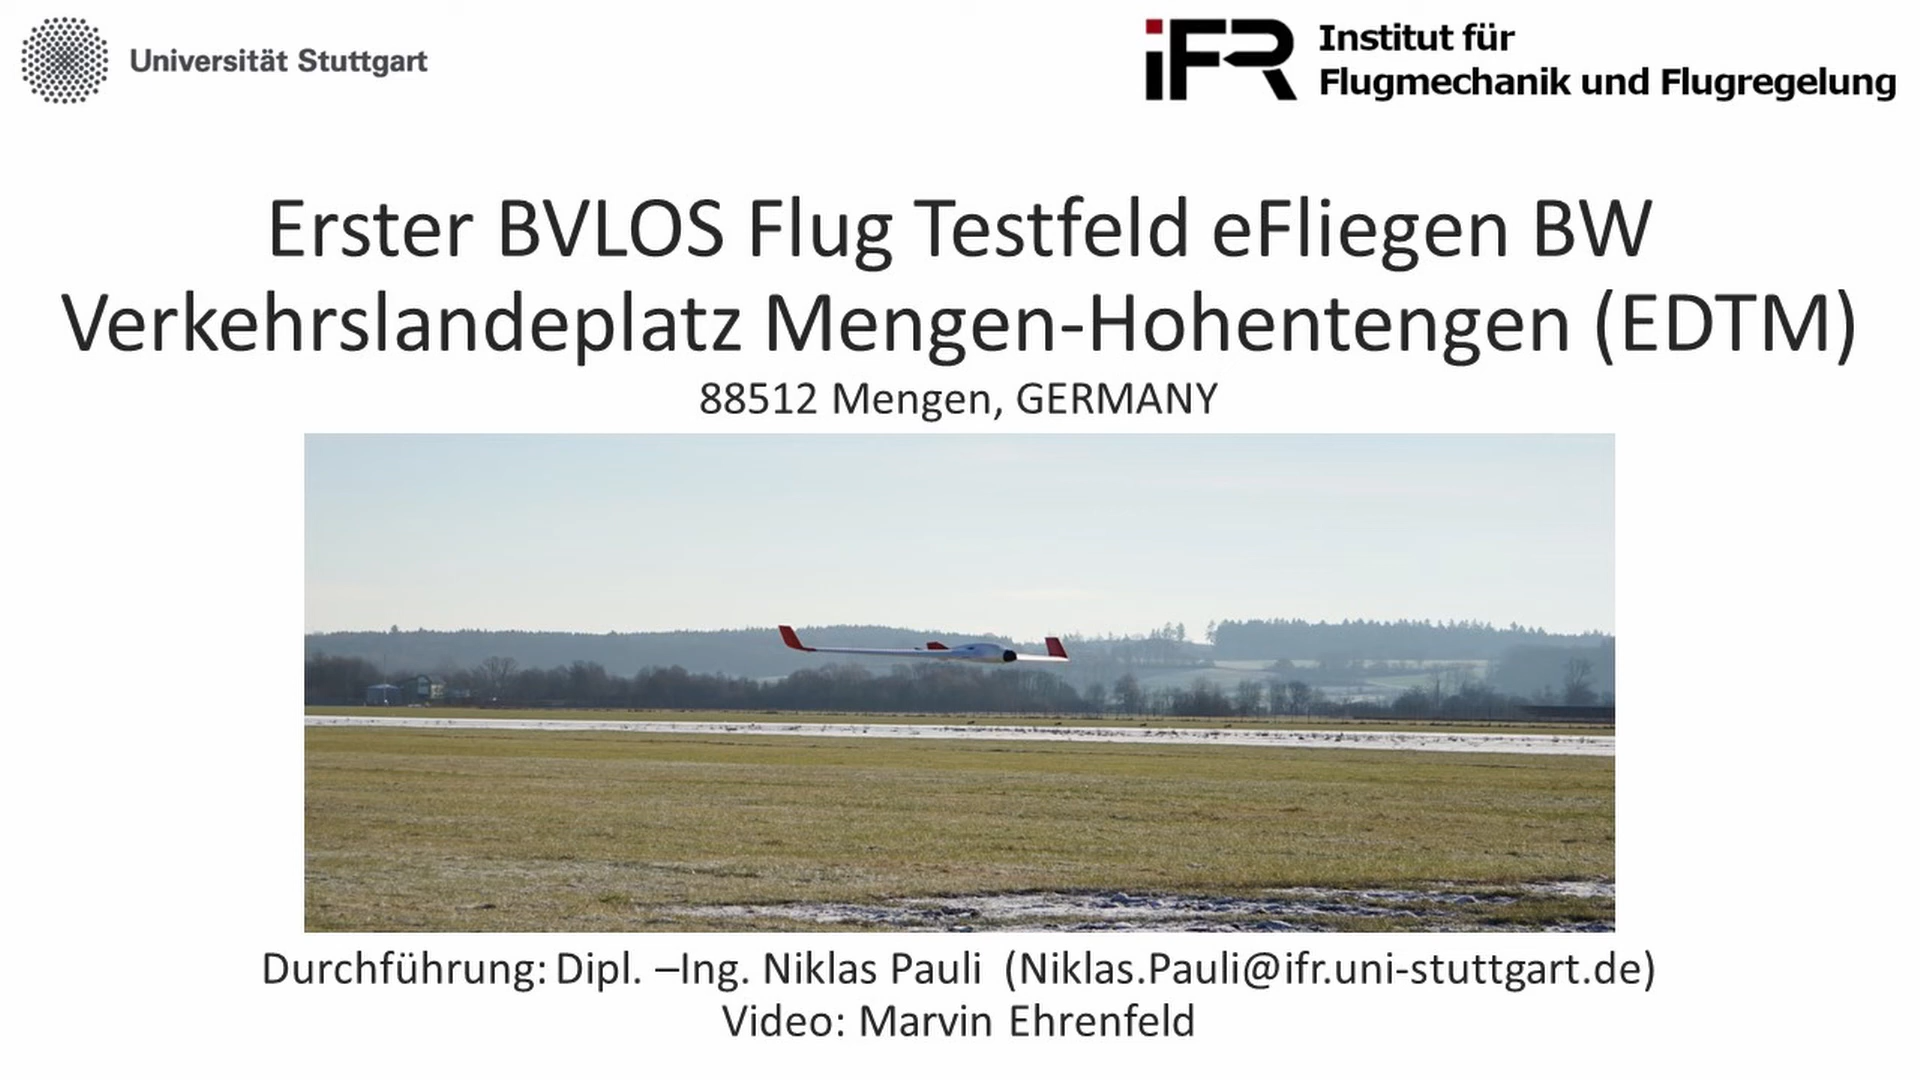 Universität Stuttgart
iFR
Institut für
Flugmechanik und Flugregelung
Erster BVLOS Flug Testfeld eFliegen BW
Verkehrslandeplatz Mengen-Hohentengen (EDTM)
88512 Mengen, GERMANY
Durchführung: Dipl. –Ing. Niklas Pauli (Niklas.Pauli@ifr.uni-stuttgart.de)
Video: Marvin Ehrenfeld